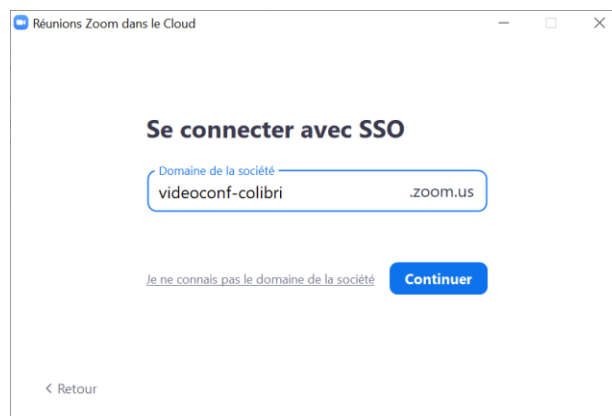 Réunions Zoom dans le Cloud
Se connecter avec SSO
Domaine de la société
videoconf-colibri .zoom.us
Je ne connais pas le domaine de la société Continuer
< Retour